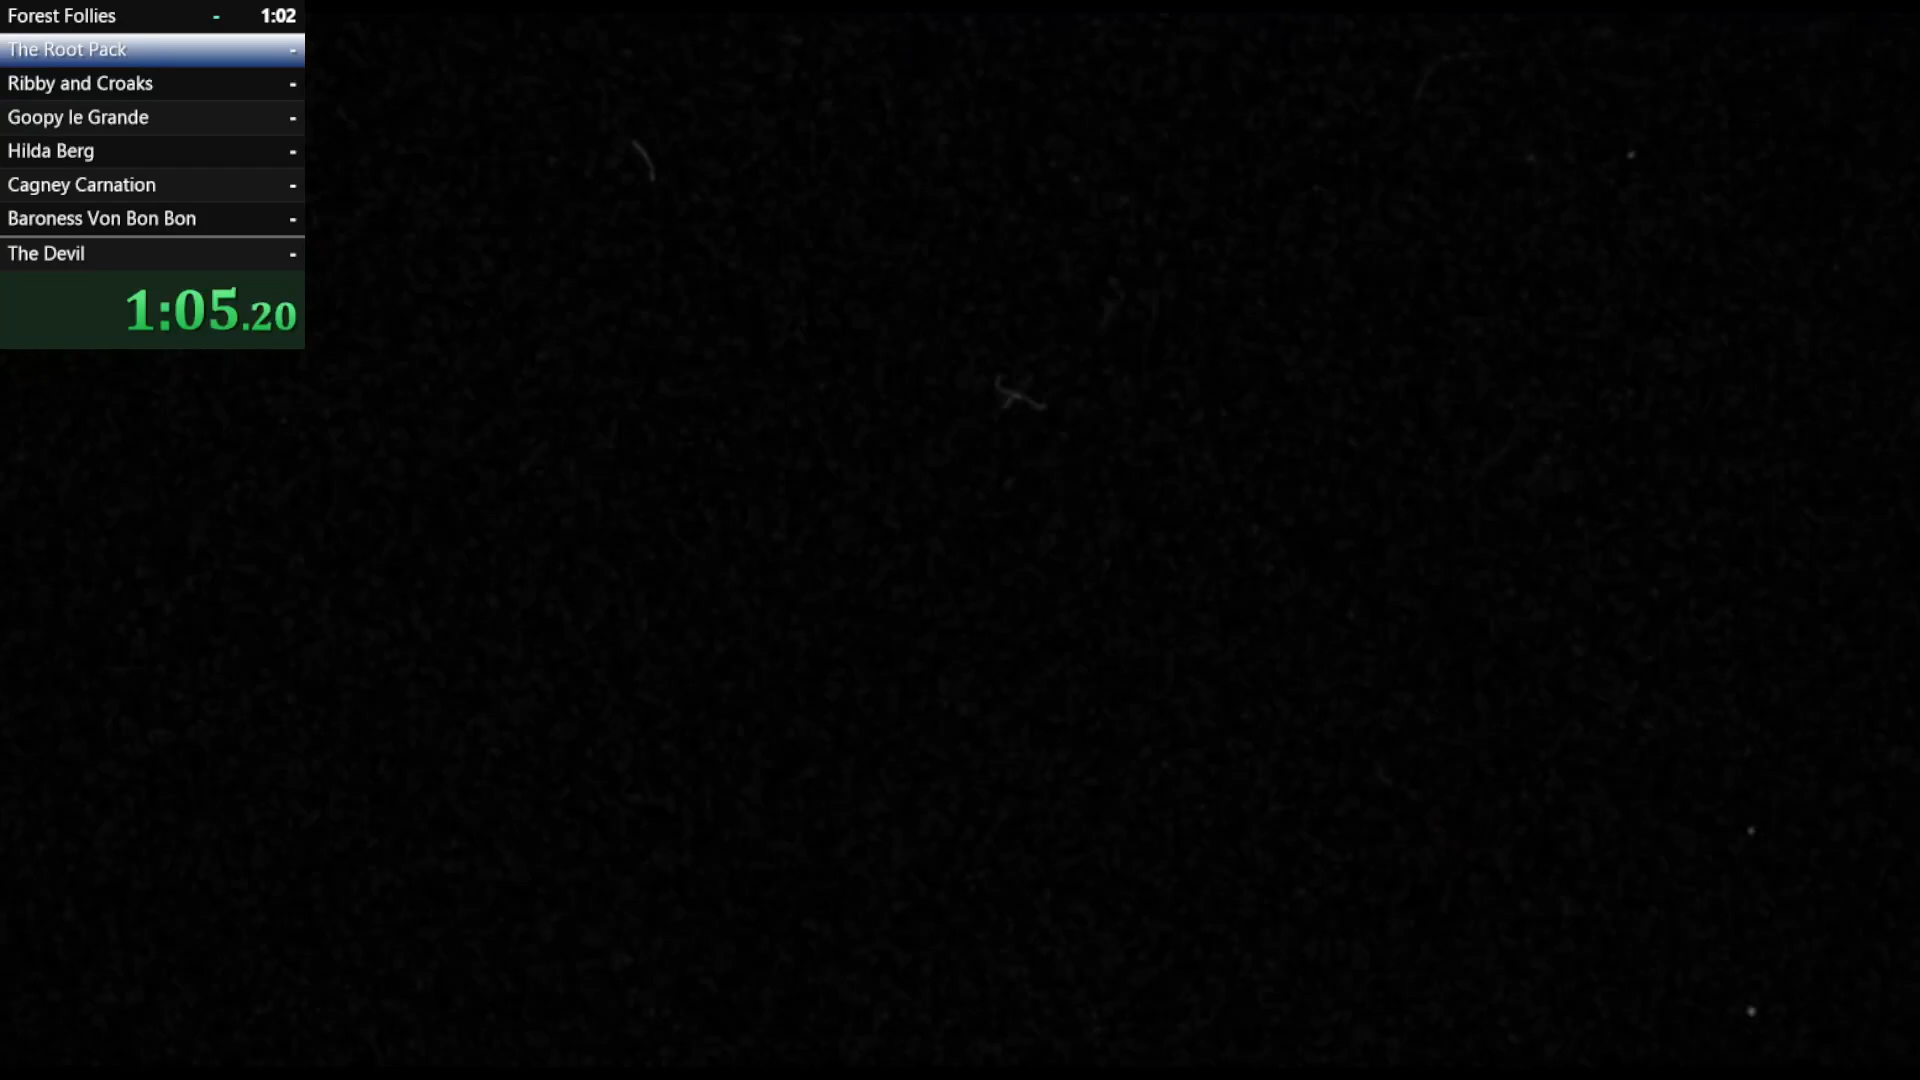 Forest Follies - 1:02
The Root Pack -
Ribby and Croaks -
Goopy le Grande -
Hilda Berg -
Cagney Carnation -
Baroness Von Bon Bon -
The Devil -
1:05.20